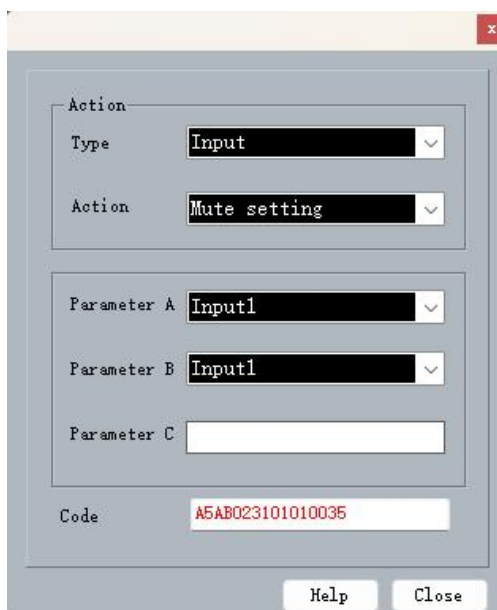 x
Action
Type Input
Action Mute setting
Parameter A Input1
Parameter B Input1
Parameter C
Code A5AB023101010035
Help Close